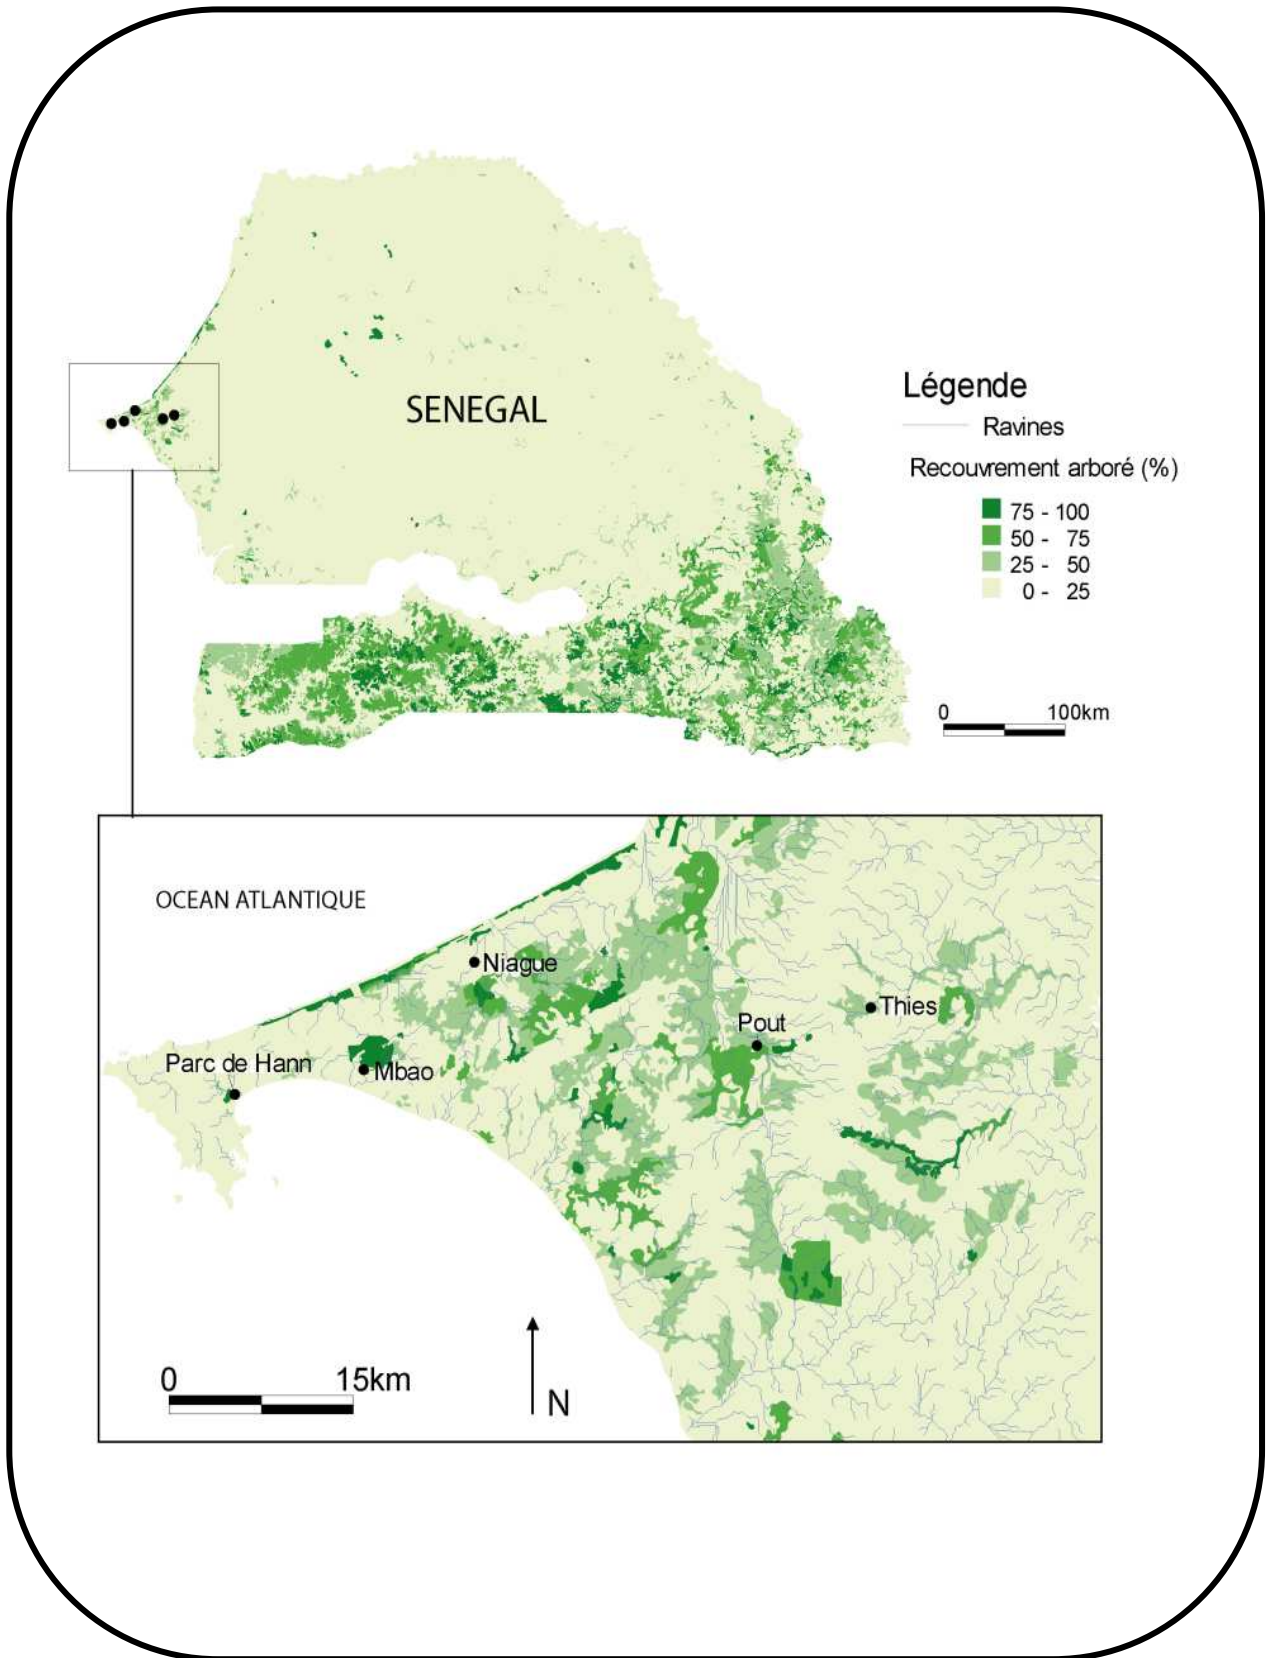 SENEGAL
Légende
Ravines
Recouvrement arboré (%)
75 - 100
50 - 75
25 - 50
0 - 25
0 100km
OCEAN ATLANTIQUE
Niague
Thies
Pout
Parc de Hann
Mbao
0 15km
N